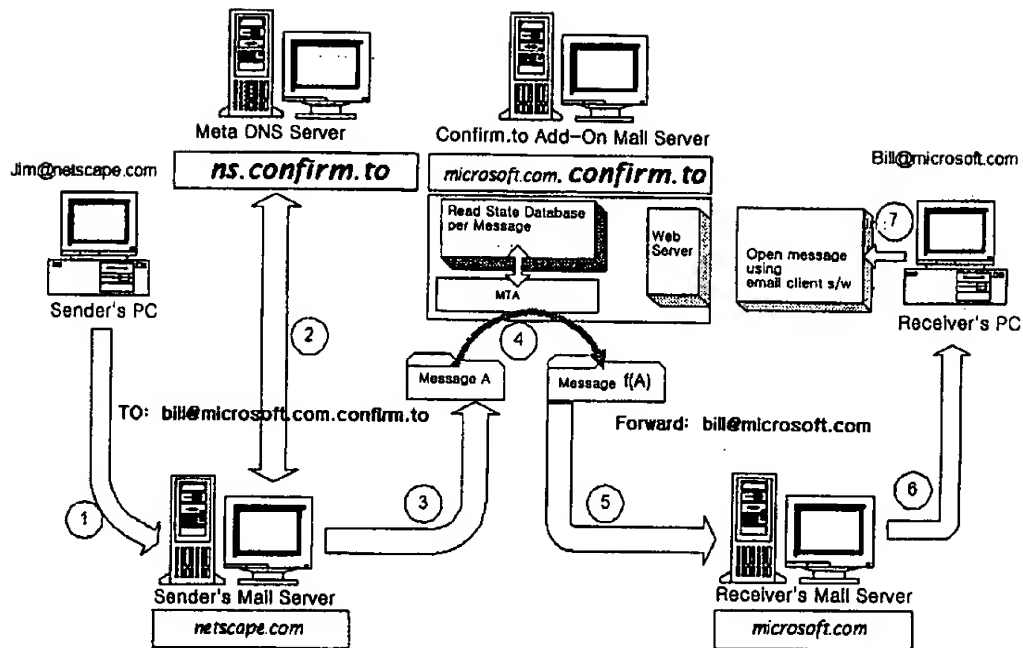 Meta DNS Server
ns.confirm.to
Confirm.to Add-On Mail Server
microsoft.com. confirm.to
Jim@netscape.com
Sender's PC
Bill@microsoft.com
Receiver's PC
Read State Database
per Message
MTA
Web
Server
Open message
using
email client s/w
7
2
4
Message A
Message f(A)
TO: bill@microsoft.com.confirm.to
Forward: bill@microsoft.com
1
3
5
6
Sender's Mail Server
netscape.com
Receiver's Mail Server
microsoft.com